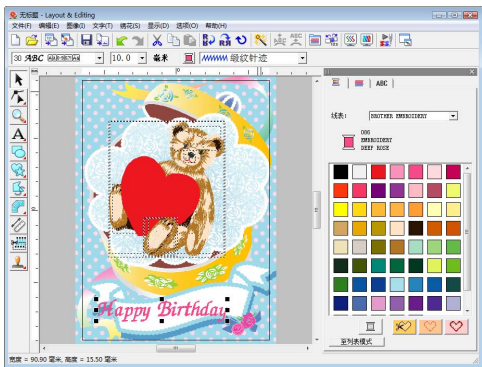 无标题 - Layout & Editing
文件(F) 编辑(E) 图像(I) 文字(T) 绣花(S) 显示(D) 选项(O) 帮助(H)
30 ABC 10.0 毫米 缎纹针迹
ABC
线表: BROTHER EMBROIDERY
086
EMBROIDERY
DEEP ROSE
Happy Birthday
至列表模式
宽度 = 90.90 毫米, 高度 = 15.50 毫米